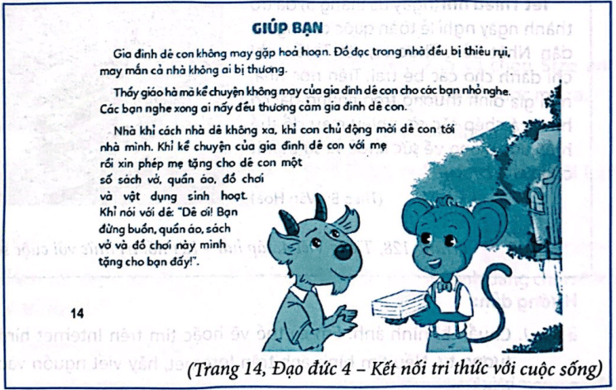 GIÚP BẠN
Gia đình dê con không may gặp hoả hoạn. Đồ đạc trong nhà đều bị thiêu rụi,
may mắn cả nhà không ai bị thương.
Thầy giáo hà mã kể chuyện không may của gia đình dê con cho các bạn nhỏ nghe.
Các bạn nghe xong ai nấy đều thương cảm gia đình dê con.
Nhà khỉ cách nhà dê không xa, khỉ con chủ động mời dê con tới
nhà mình. Khỉ kể chuyện của gia đình dê con với mẹ
rồi xin phép mẹ tặng cho dê con một
số sách vở, quần áo, đồ chơi
và vật dụng sinh hoạt.
Khỉ nói với dê: "Dê ơi! Bạn
đừng buồn, quần áo, sách
vở và đồ chơi này mình
tặng cho bạn đấy!".
14
(Trang 14, Đạo đức 4 – Kết nối tri thức với cuộc sống)